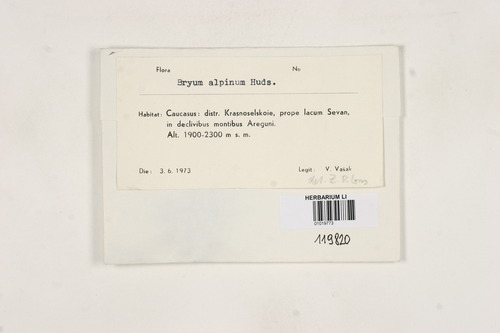 Flora No
Bryum alpinum Huds.
Habitat: Caucasus: distr. Krasnoselskoie, prope lacum Sevan,
in declivibus montibus Areguni.
Alt. 1900-2300 m s. m.
Die: 3. 6. 1973 Legit: V. Vašák
HERBARIUM LI
01019773
119820